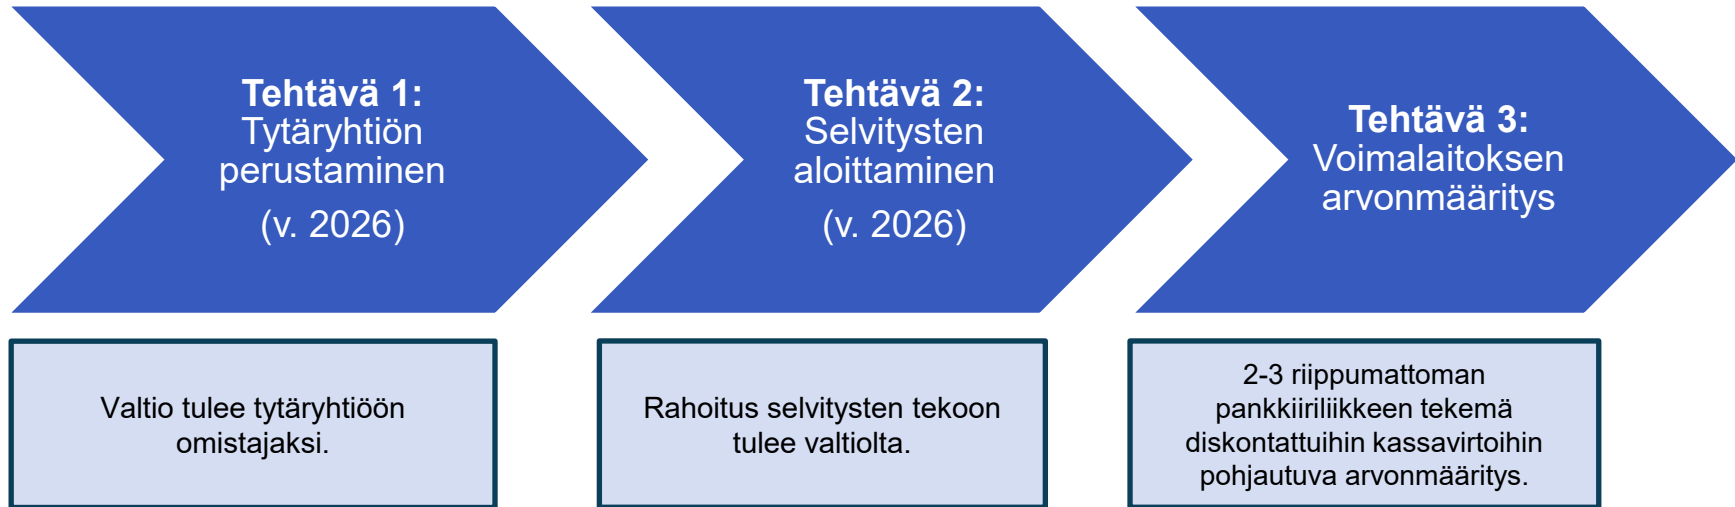 Tehtävä 1:
Tytäryhtiön
perustaminen
(v. 2026)
Tehtävä 2:
Selvitysten
aloittaminen
(v. 2026)
Tehtävä 3:
Voimalaitoksen
arvonmääritys
Valtio tulee tytäryhtiöön
omistajaksi.
Rahoitus selvitysten tekoon
tulee valtiolta.
2-3 riippumattoman
pankkiiriliikkeen tekemä
diskontattuihin kassavirtoihin
pohjautuva arvonmääritys.